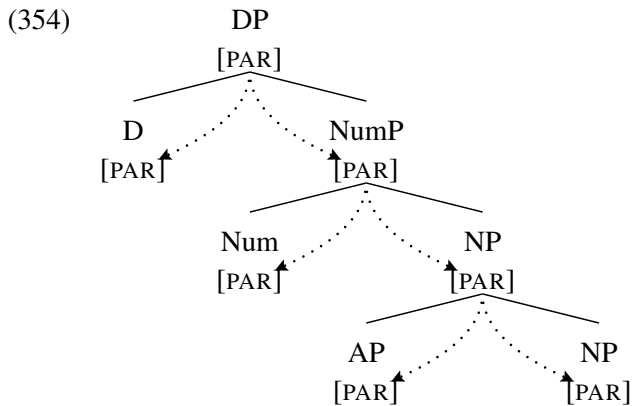 (354) DP
[PAR]
D NumP
[PAR] [PAR]
Num NP
[PAR] [PAR]
AP NP
[PAR] [PAR]